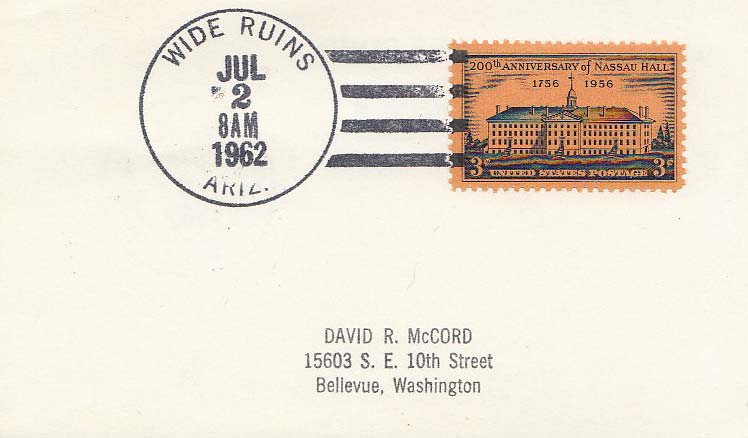 WIDE RUINS
JUL
2
8AM
1962
ARIZ.
200th ANNIVERSARY of NASSAU HALL
1756 1956
3¢ UNITED STATES POSTAGE 3¢
DAVID R. McCORD
15603 S. E. 10th Street
Bellevue, Washington